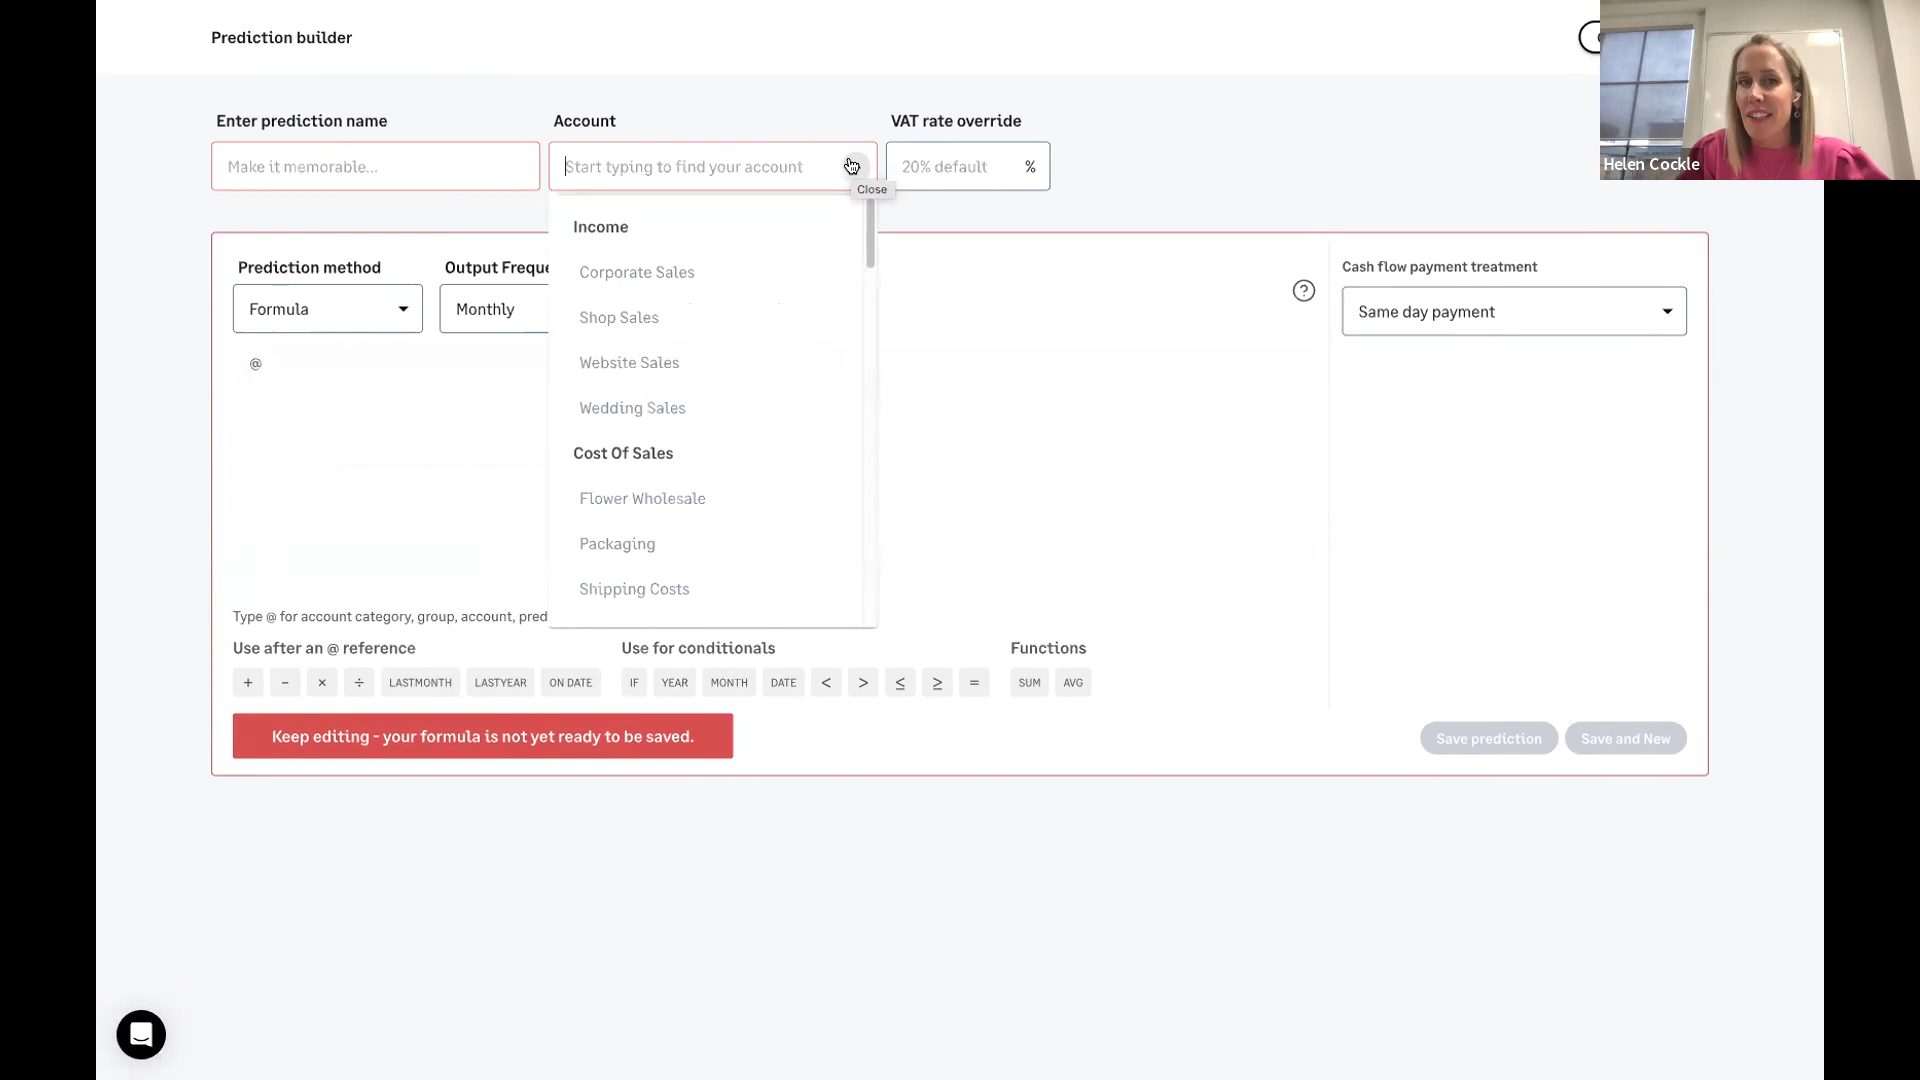 Prediction builder
Helen Cockle
Enter prediction name
Account
VAT rate override
Make it memorable...
Start typing to find your account
20% default
%
Close
Income
Corporate Sales
Shop Sales
Website Sales
Wedding Sales
Cost Of Sales
Flower Wholesale
Packaging
Shipping Costs
Prediction method
Output Freque
Cash flow payment treatment
Formula
Monthly
?
Same day payment
@
Type @ for account category, group, account, pred
Use after an @ reference
Use for conditionals
Functions
+ - × ÷ LASTMONTH LASTYEAR ON DATE IF YEAR MONTH DATE < > ≤ ≥ = SUM AVG
Keep editing - your formula is not yet ready to be saved.
Save prediction
Save and New